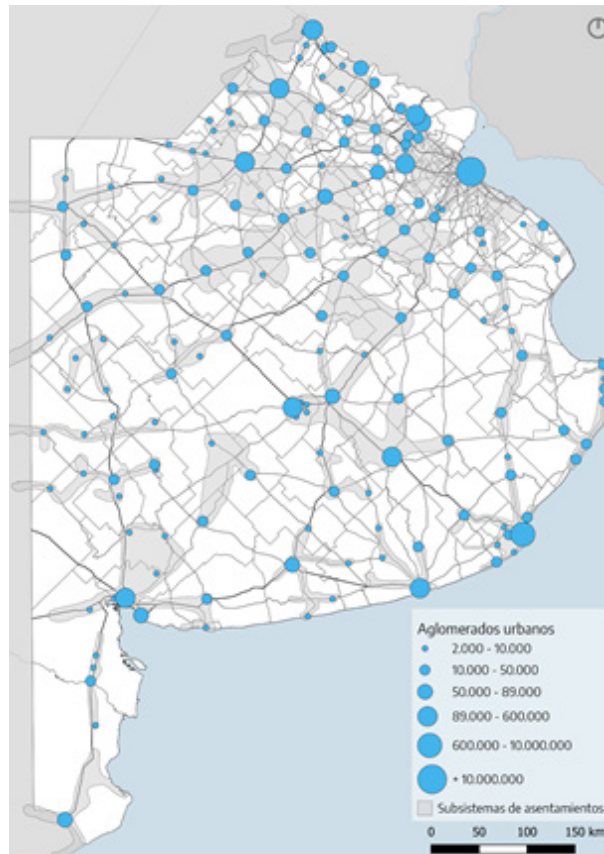 Aglomerados urbanos
2.000 - 10.000
10.000 - 50.000
50.000 - 89.000
89.000 - 600.000
600.000 - 10.000.000
+ 10.000.000
Subsistemas de asentamientos
0 50 100 150 km